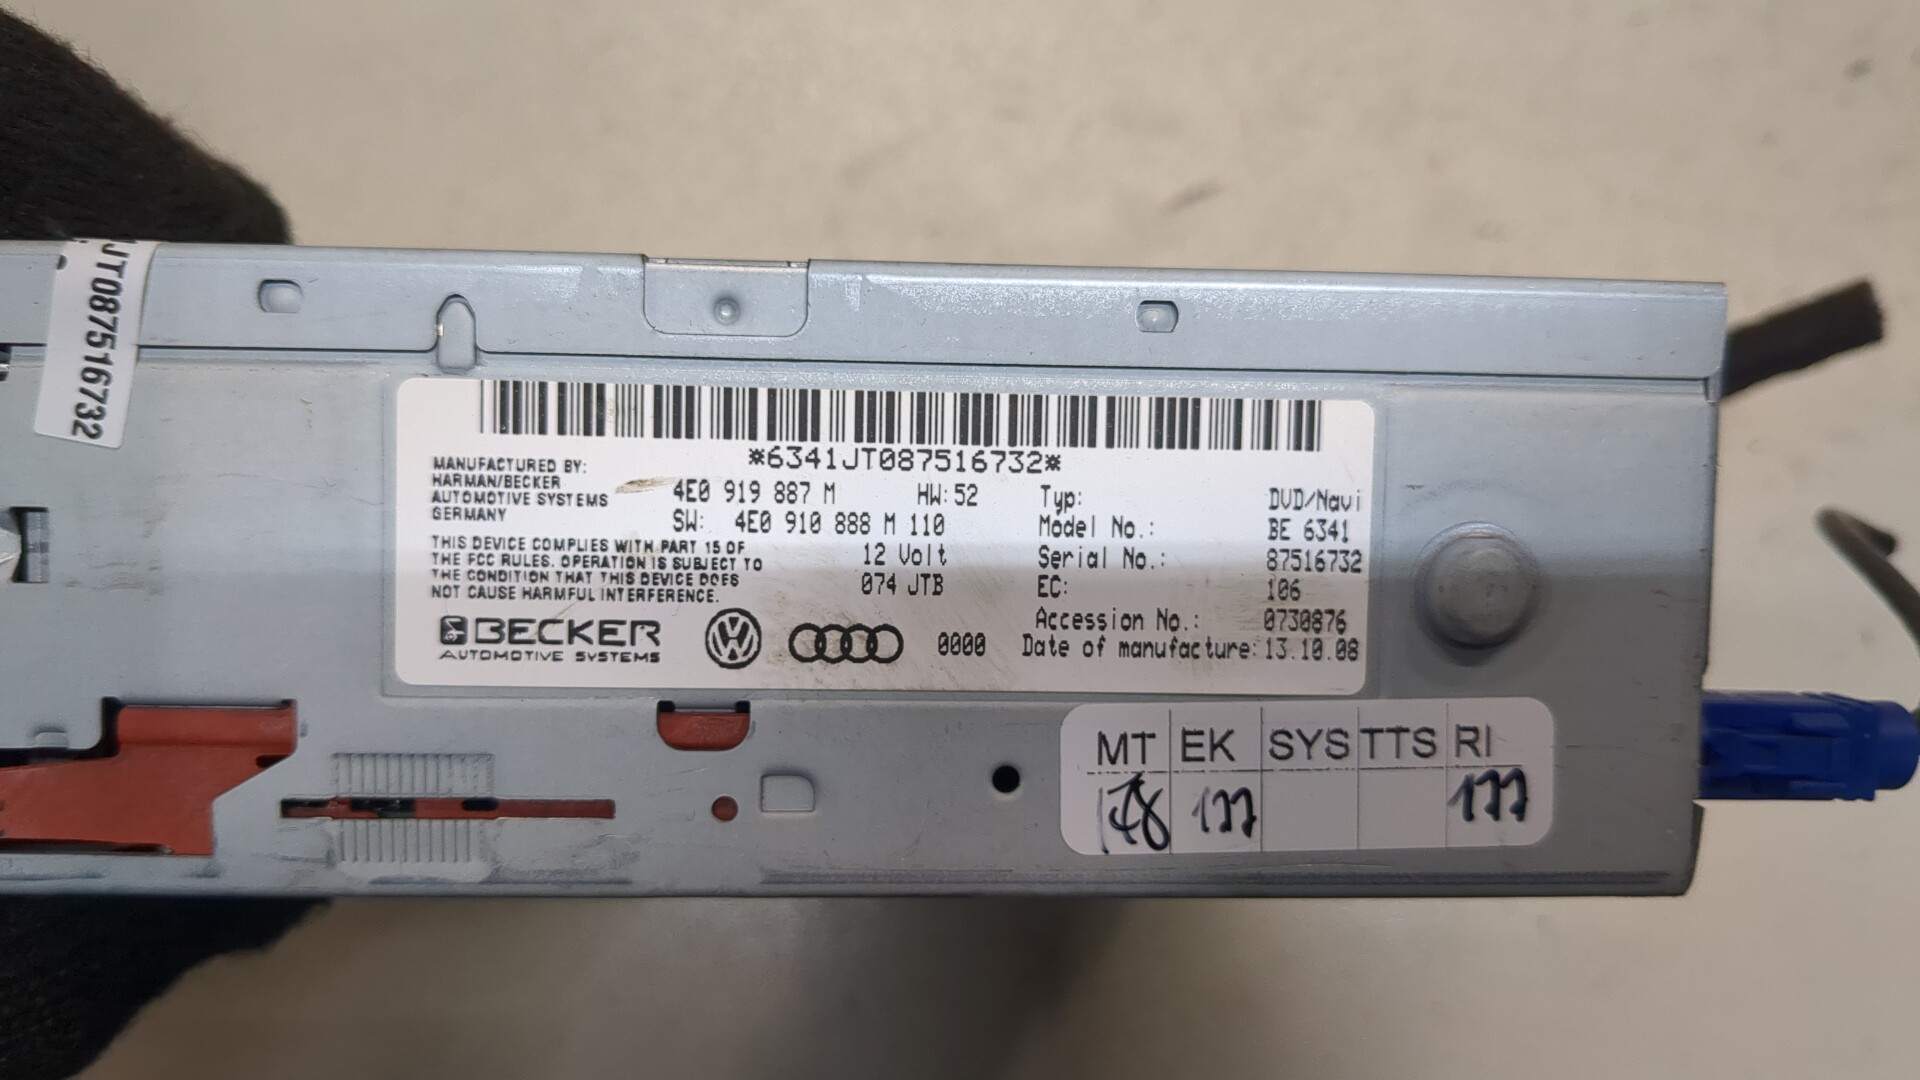 JT087516732
*6341JT087516732*
MANUFACTURED BY:
HARMAN/BECKER
AUTOMOTIVE SYSTEMS
GERMANY
4E0 919 887 M HW: 52
SW: 4E0 910 888 M 110
THIS DEVICE COMPLIES WITH PART 15 OF
THE FCC RULES. OPERATION IS SUBJECT TO
THE CONDITION THAT THIS DEVICE DOES
NOT CAUSE HARMFUL INTERFERENCE.
12 Volt
074 JTB
Typ: DVD/Navi
Model No.: BE 6341
Serial No.: 87516732
EC: 106
Accession No.: 0730876
Date of manufacture: 13.10.08
BECKER
AUTOMOTIVE SYSTEMS
0000
MT EK SYS TTS RI
177 177